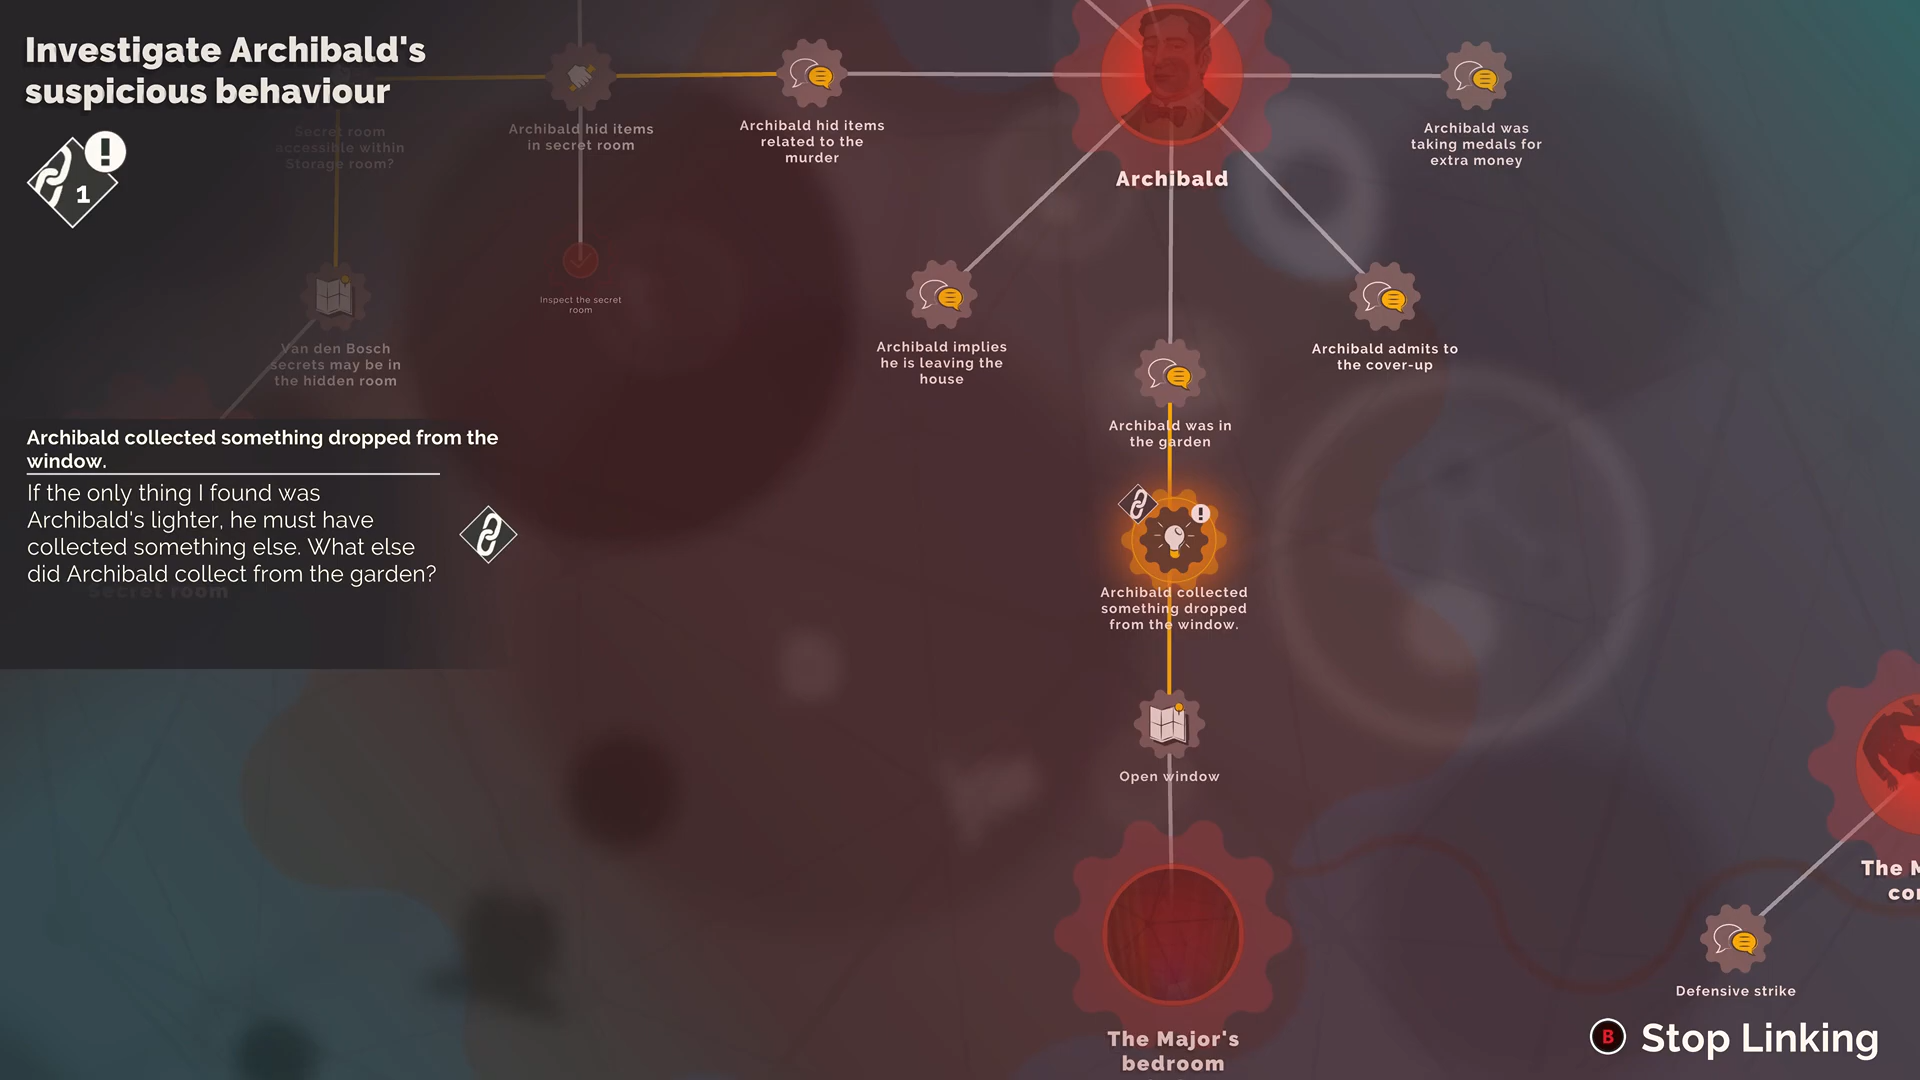 Investigate Archibald's
suspicious behaviour
1
Secret room
accessible within
Storage room?
Archibald hid items
in secret room
Archibald hid items
related to the
murder
Archibald
Archibald was
taking medals for
extra money
Inspect the secret
room
Van den Bosch
secrets may be in
the hidden room
Archibald implies
he is leaving the
house
Archibald was in
the garden
Archibald admits to
the cover-up
Archibald collected something dropped from the
window.
If the only thing I found was
Archibald's lighter, he must have
collected something else. What else
did Archibald collect from the garden?
Secret room
Archibald collected
something dropped
from the window.
Open window
The Major's
bedroom
The M
co
Defensive strike
B Stop Linking